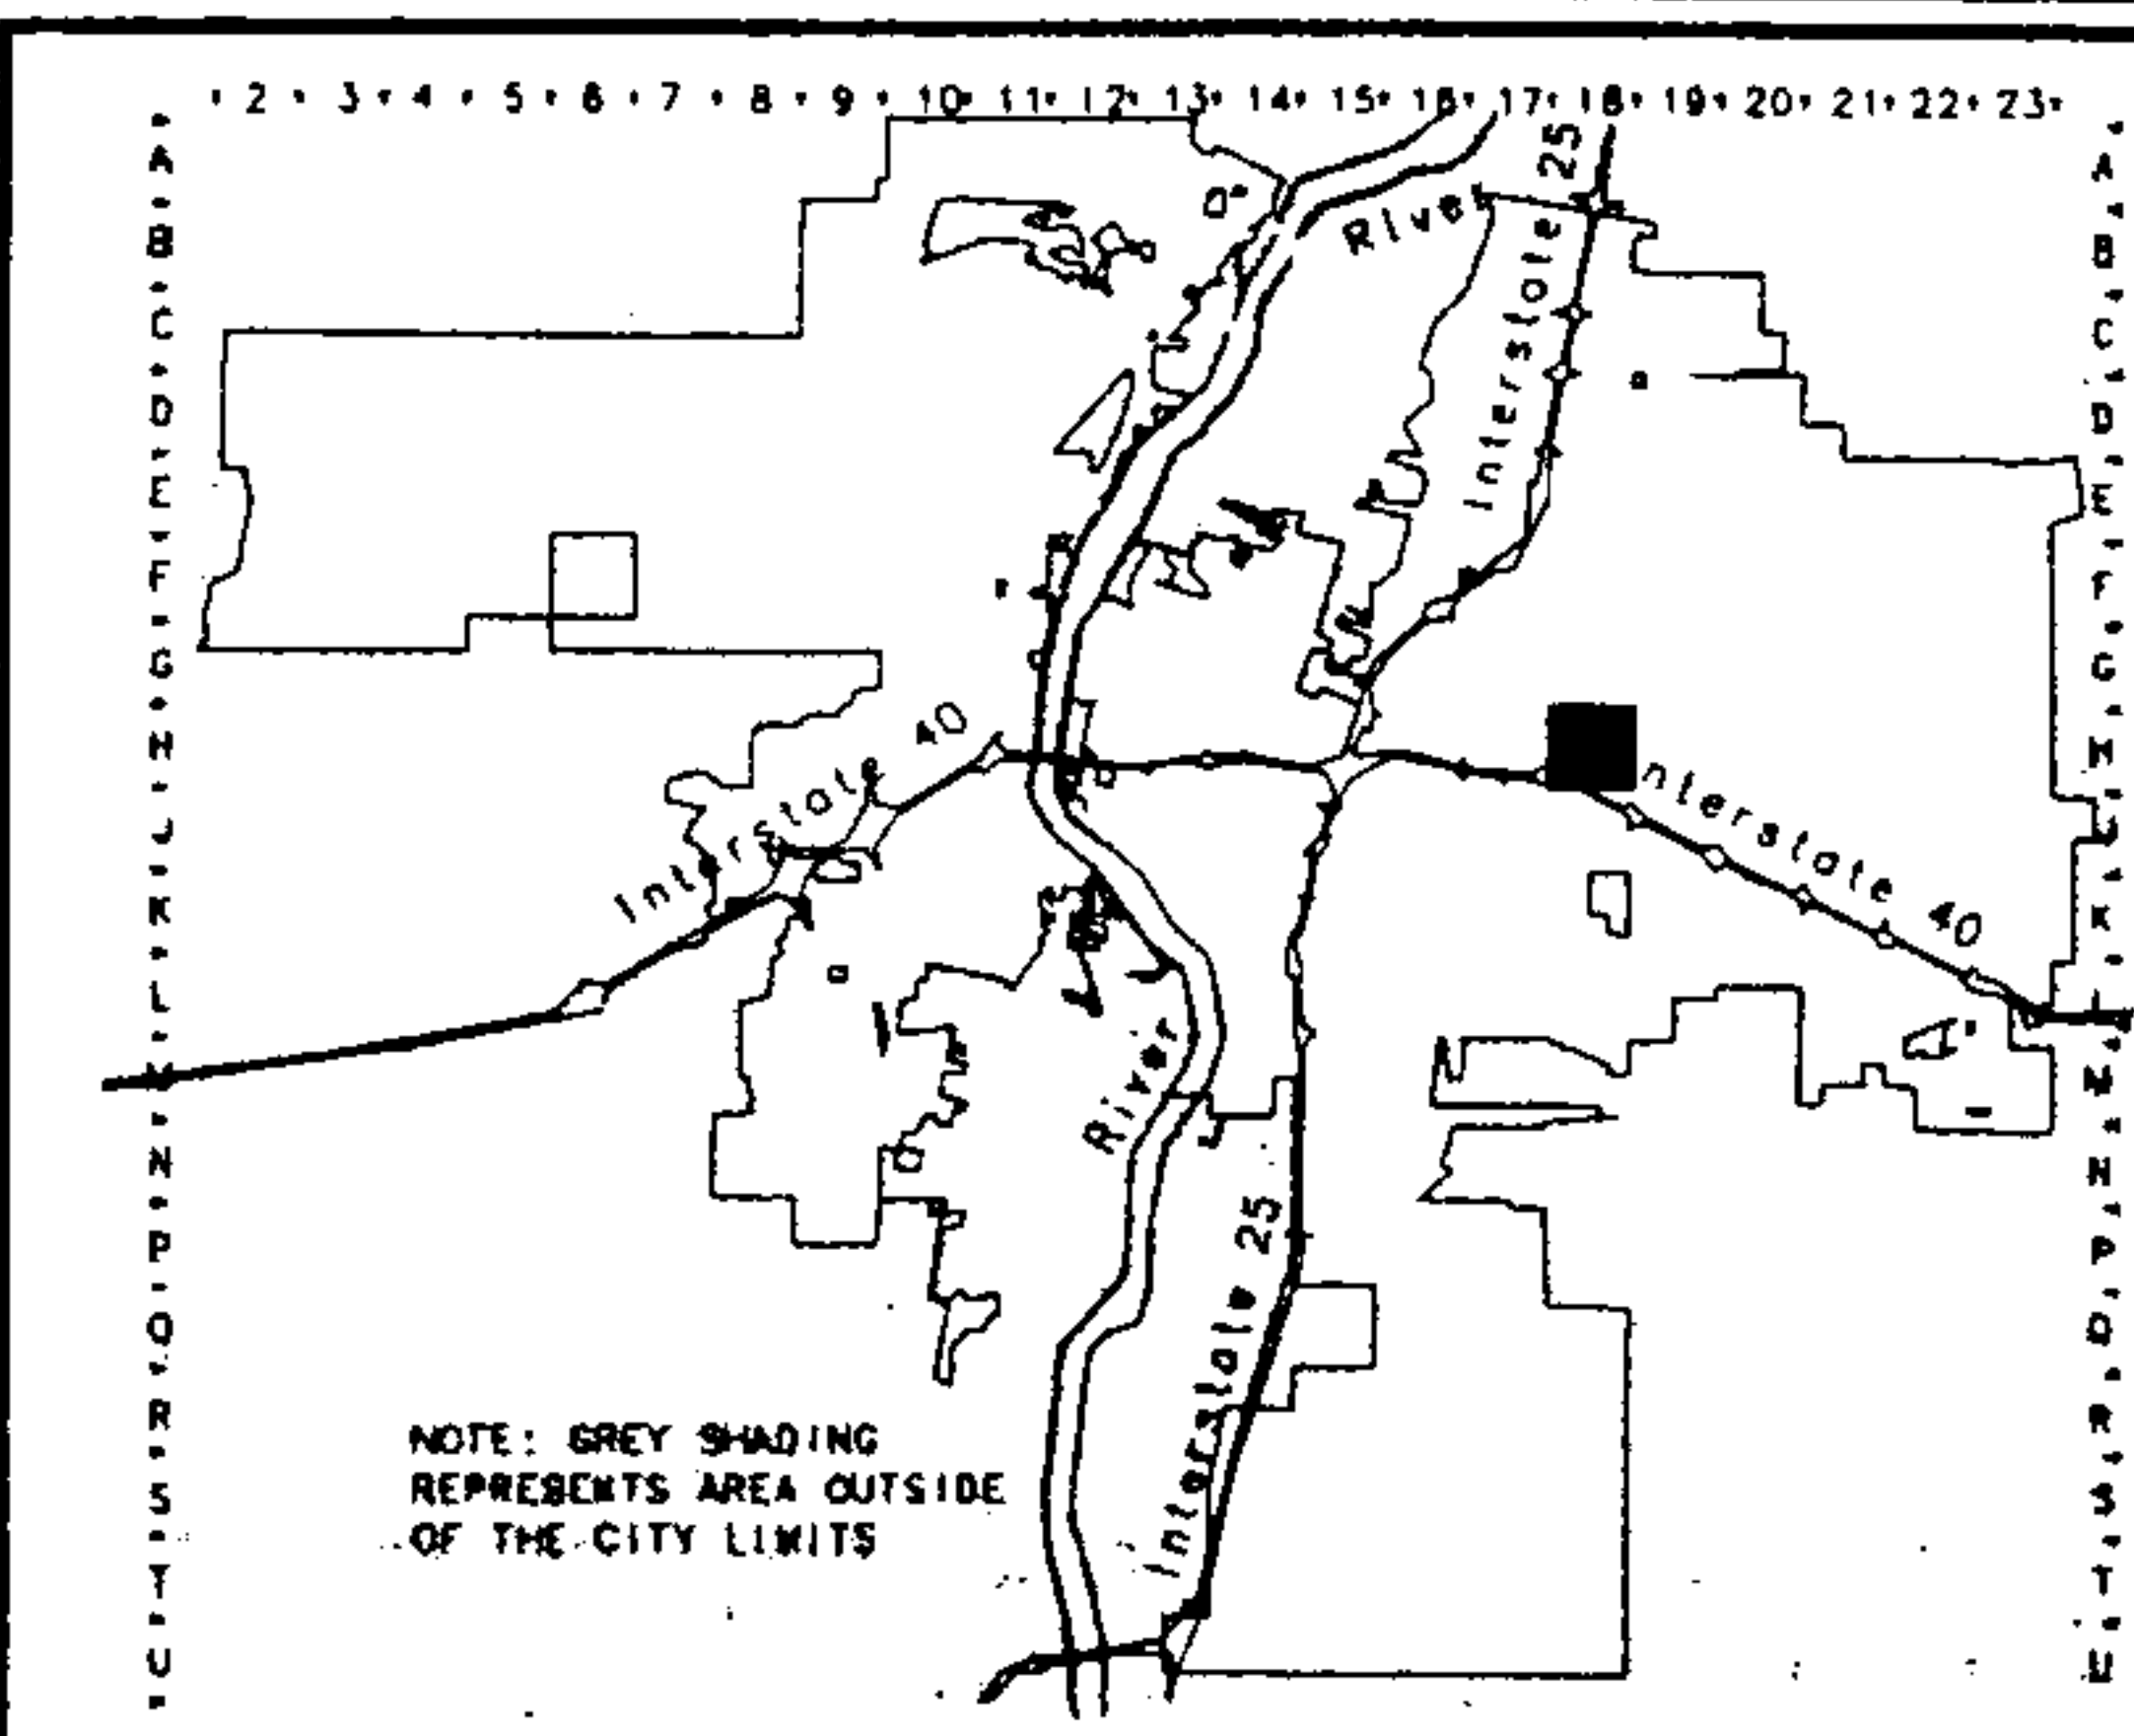 2 3 4 5 6 7 8 9 10 11 12 13 14 15 16 17 18 19 20 21 22 23
A A
B B
C C
D D
E E
F F
G G
H H
J J
K K
L L
M M
N N
P P
Q Q
R R
S S
T T
U U
River
Interstate 25
Interstate 40
Interstate 40
River
Interstate 25
NOTE: GREY SHADING
REPRESENTS AREA OUTSIDE
OF THE CITY LIMITS